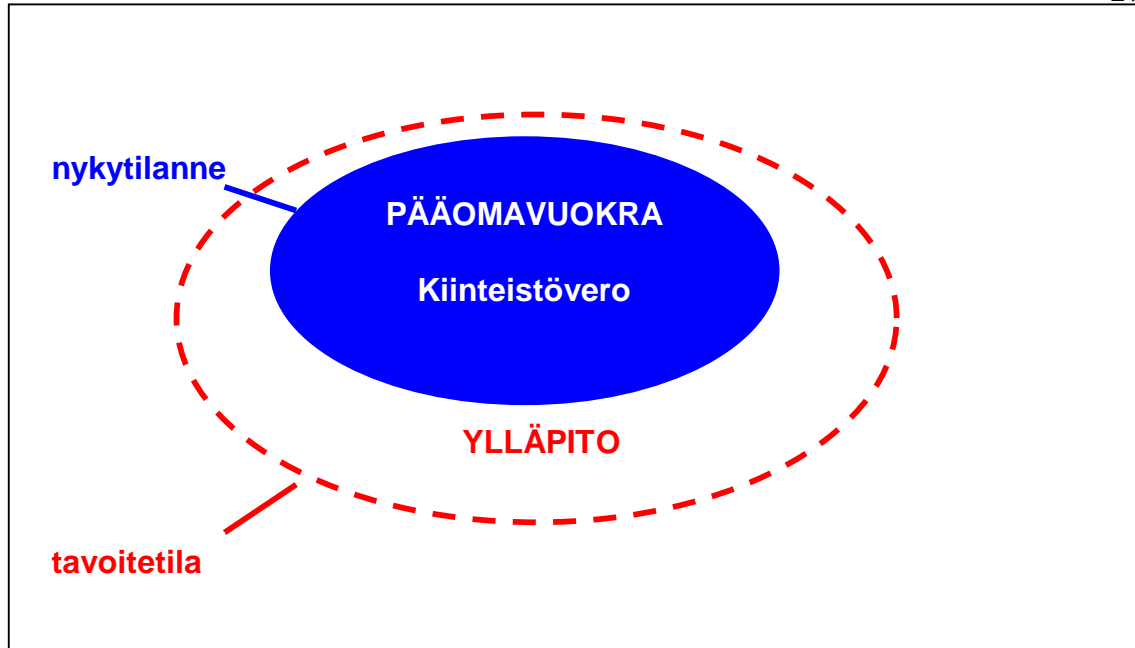 nykytilanne
PÄÄOMAVUOKRA
Kiinteistövero
YLLÄPITO
tavoitetila